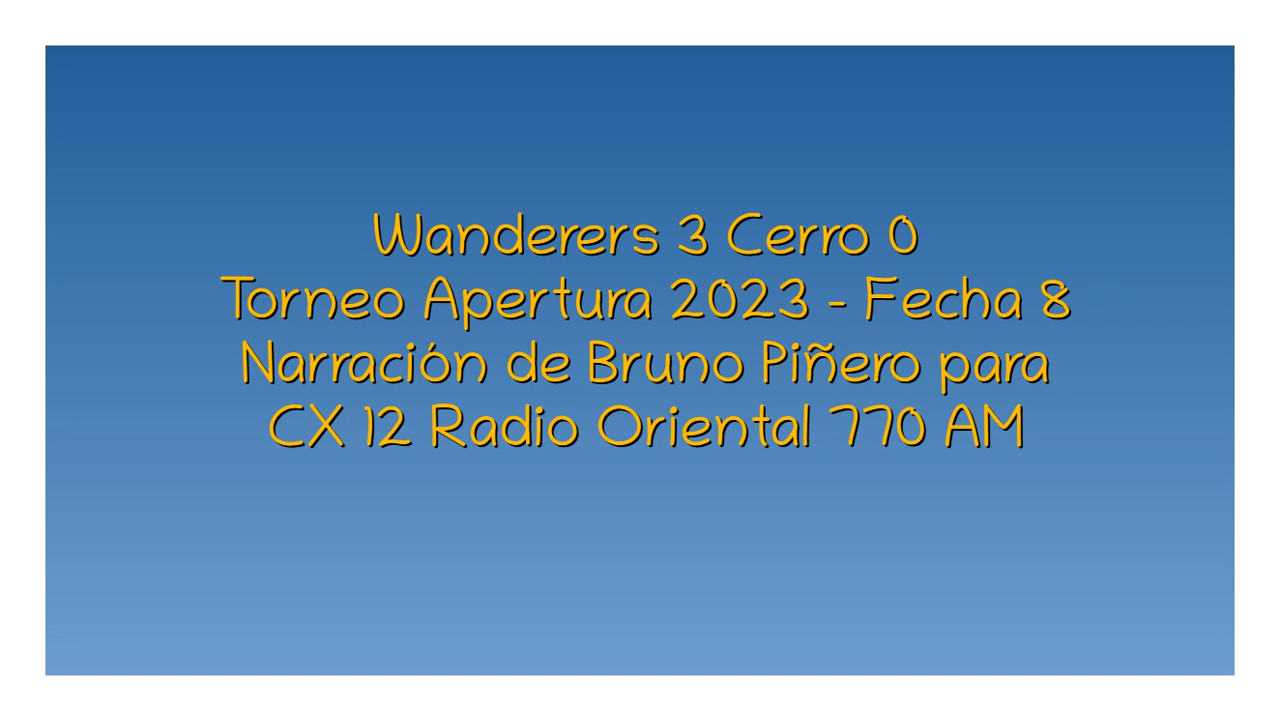 Wanderers 3 Cerro 0
Torneo Apertura 2023 - Fecha 8
Narración de Bruno Piñero para
CX 12 Radio Oriental 770 AM